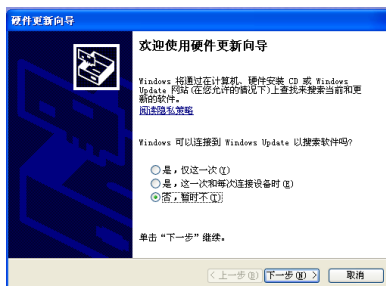 硬件更新向导
欢迎使用硬件更新向导
Windows 将通过在计算机、硬件安装 CD 或 Windows
Update 网站(在您允许的情况下)上查找来搜索当前和更
新的软件。
阅读隐私策略
Windows 可以连接到 Windows Update 以搜索软件吗?
是，仅这一次(Y)
是，这一次和每次连接设备时(E)
否，暂时不(T)
单击“下一步”继续。
<上一步(B) 下一步(N)> 取消